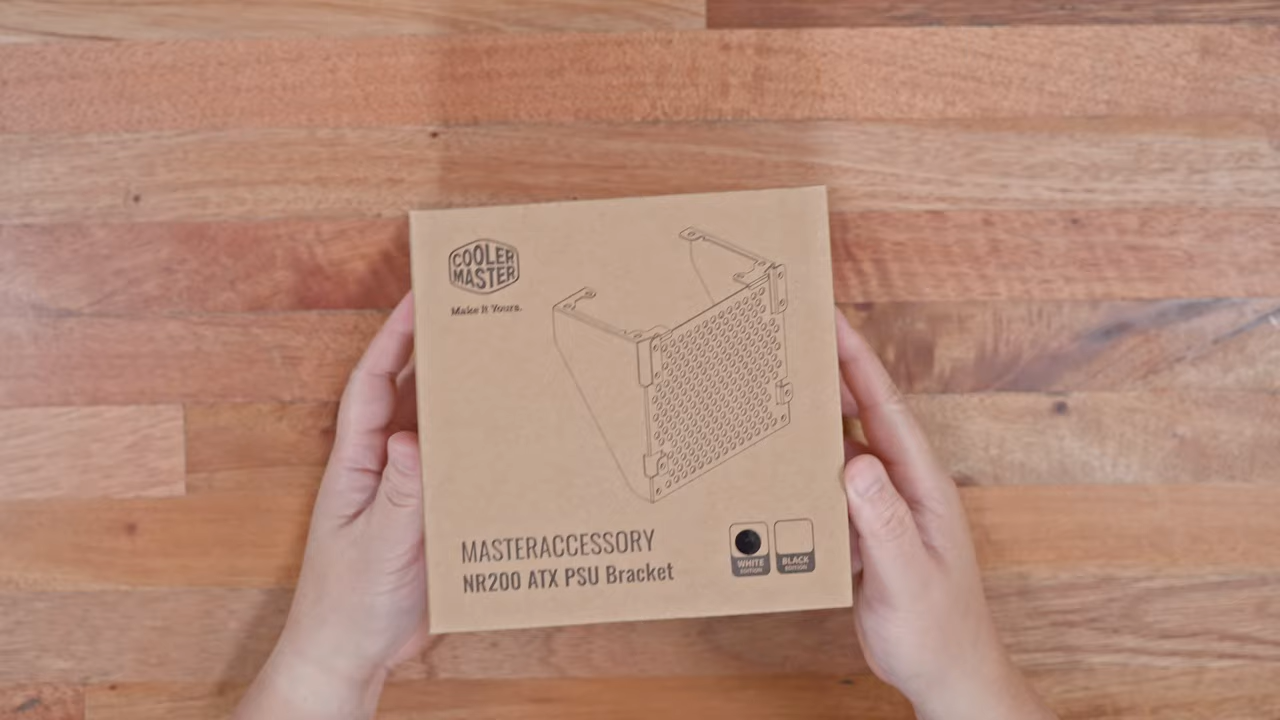 COOLER
MASTER
Make It Yours.
MASTERACCESSORY
NR200 ATX PSU Bracket
WHITE
EDITION
BLACK
EDITION